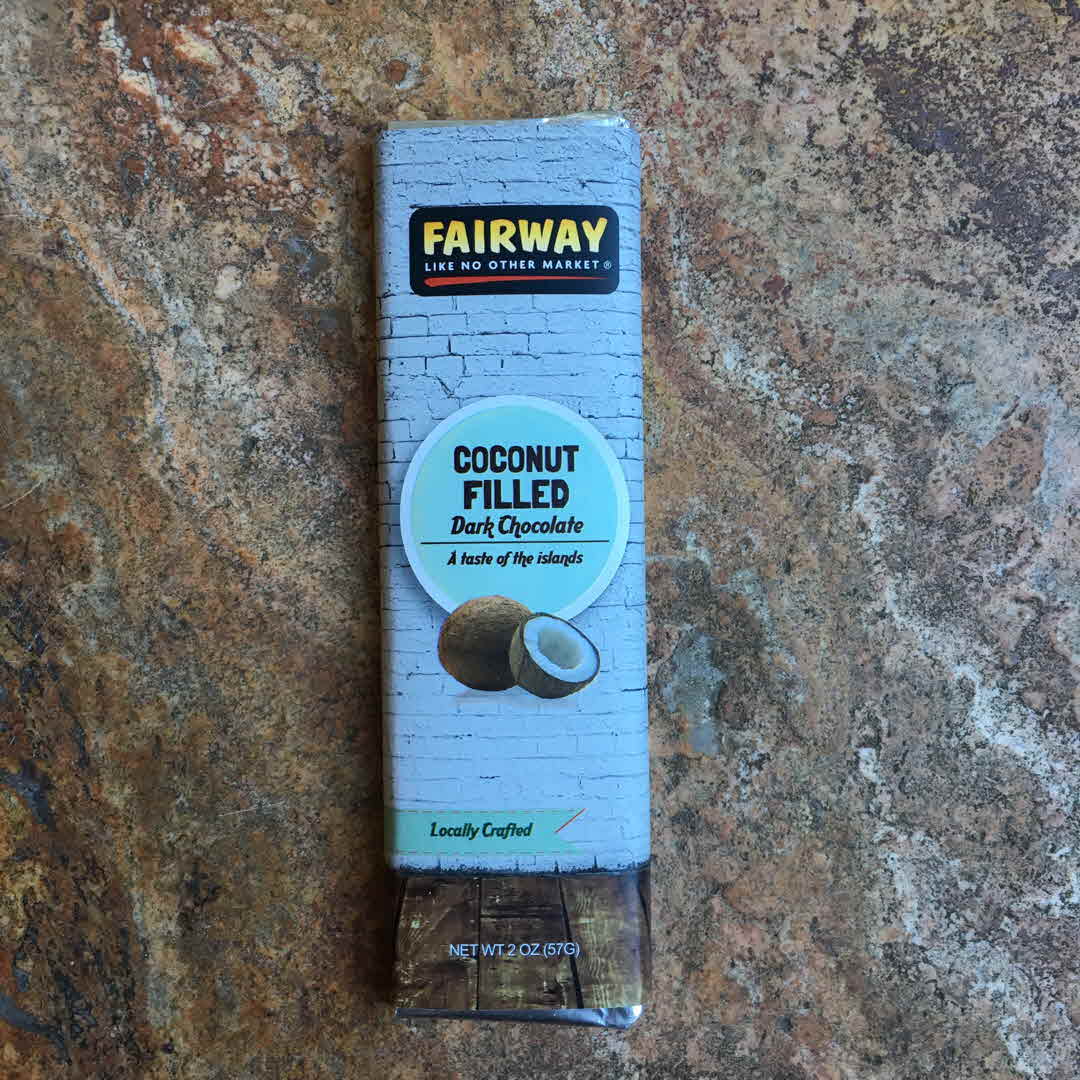 FAIRWAY
LIKE NO OTHER MARKET®
COCONUT
FILLED
Dark Chocolate
A taste of the islands
Locally Crafted
NET WT 2 OZ (57G)